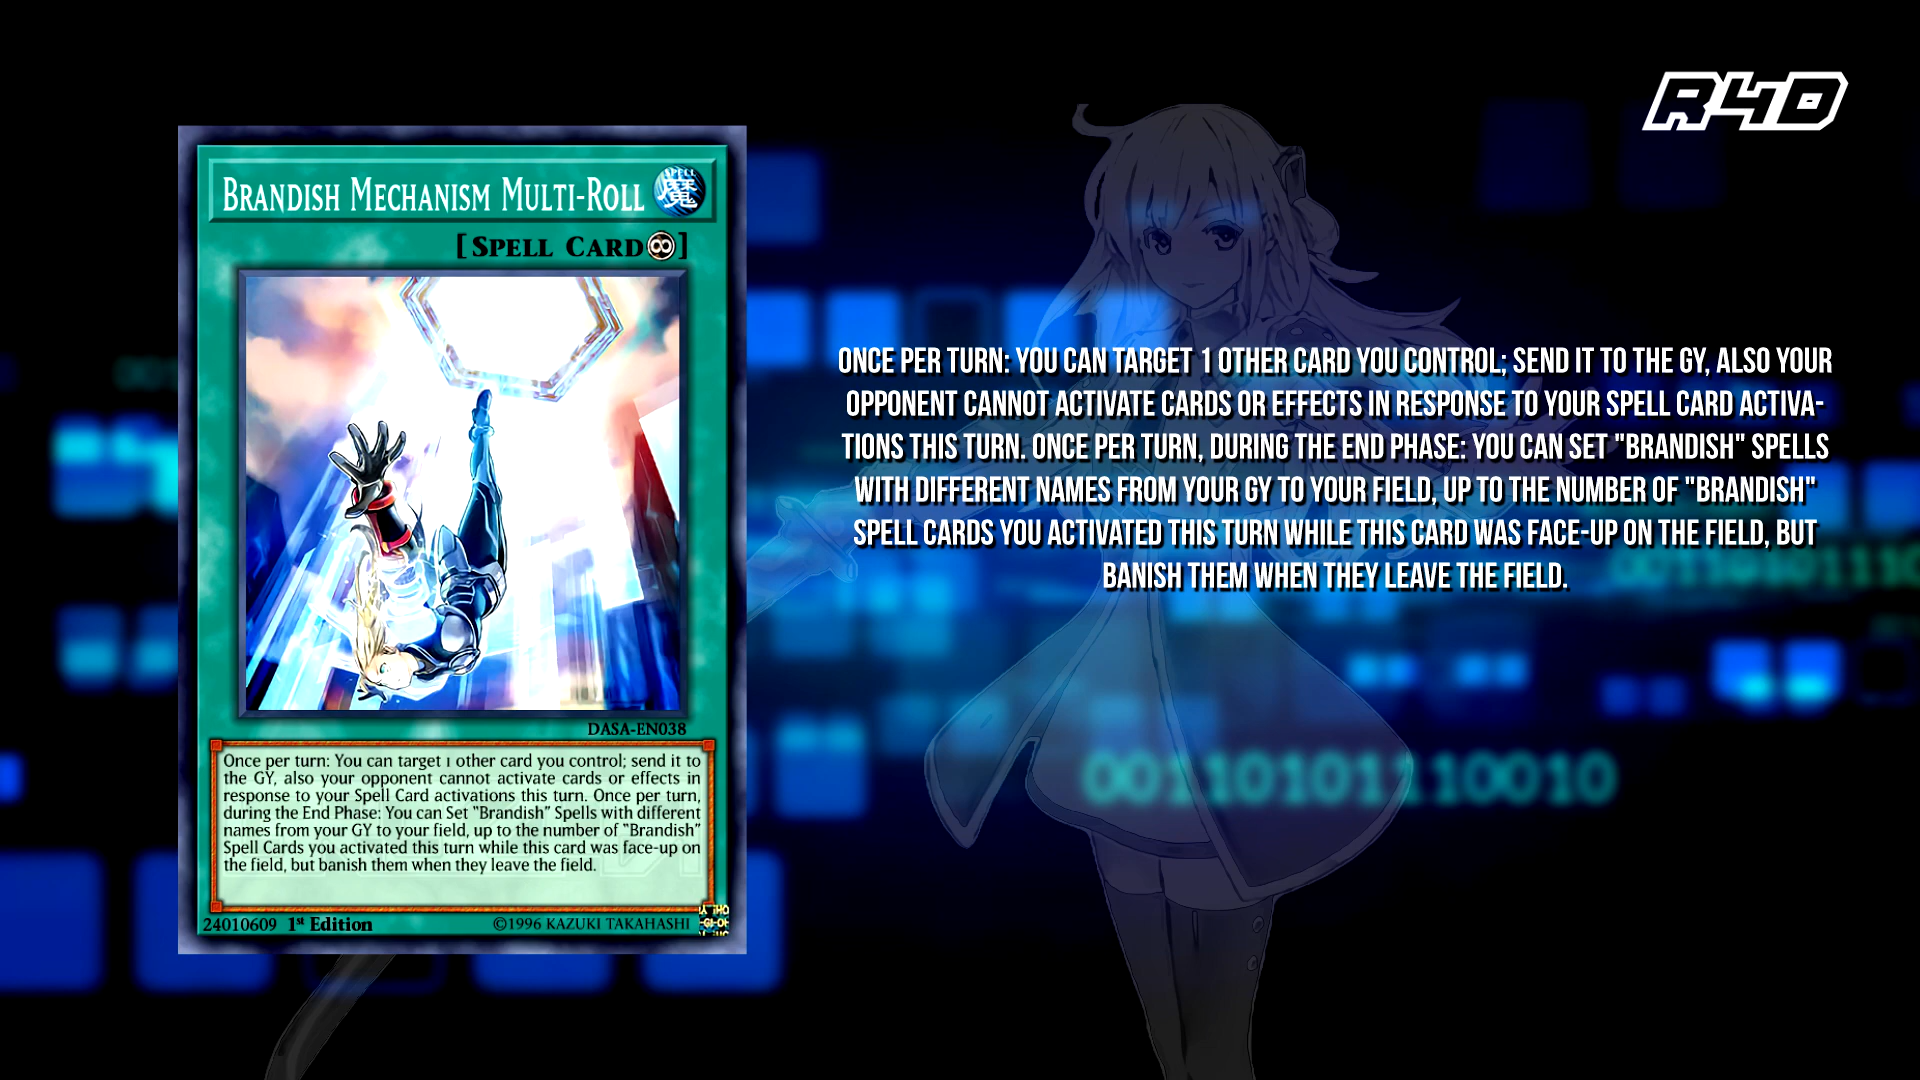 R4D
BRANDISH MECHANISM MULTI-ROLL
SPELL
魔
[SPELL CARD]
DASA-EN038
Once per turn: You can target 1 other card you control; send it to
the GY, also your opponent cannot activate cards or effects in
response to your Spell Card activations this turn. Once per turn,
during the End Phase: You can Set "Brandish" Spells with different
names from your GY to your field, up to the number of "Brandish"
Spell Cards you activated this turn while this card was face-up on
the field, but banish them when they leave the field.
24010609 1st Edition
©1996 KAZUKI TAKAHASHI
ONCE PER TURN: YOU CAN TARGET 1 OTHER CARD YOU CONTROL; SEND IT TO THE GY, ALSO YOUR
OPPONENT CANNOT ACTIVATE CARDS OR EFFECTS IN RESPONSE TO YOUR SPELL CARD ACTIVA-
TIONS THIS TURN. ONCE PER TURN, DURING THE END PHASE: YOU CAN SET "BRANDISH" SPELLS
WITH DIFFERENT NAMES FROM YOUR GY TO YOUR FIELD, UP TO THE NUMBER OF "BRANDISH"
SPELL CARDS YOU ACTIVATED THIS TURN WHILE THIS CARD WAS FACE-UP ON THE FIELD, BUT
BANISH THEM WHEN THEY LEAVE THE FIELD.
00110101110
00110101110010